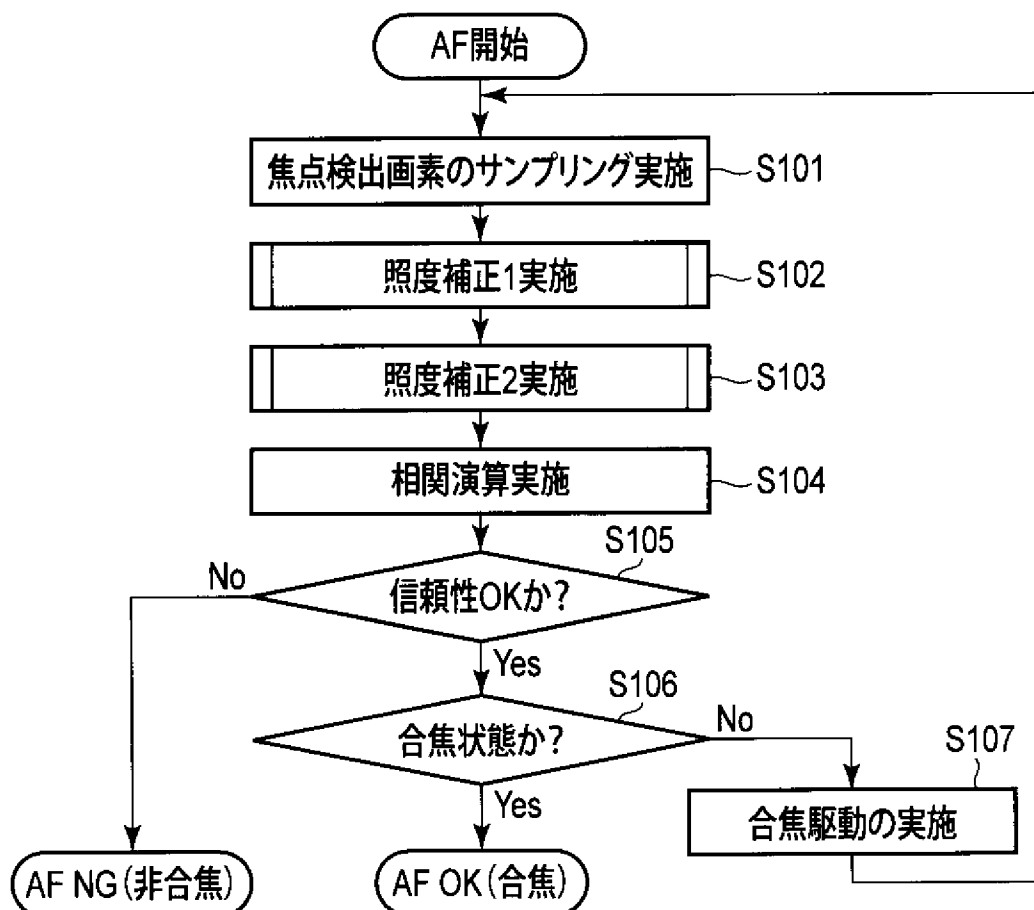 AF開始
焦点検出画素のサンプリング実施
S101
照度補正1実施
S102
照度補正2実施
S103
相関演算実施
S104
S105
No
信頼性OKか?
Yes
S106
合焦状態か?
No
S107
Yes
合焦駆動の実施
AF NG(非合焦)
AF OK(合焦)